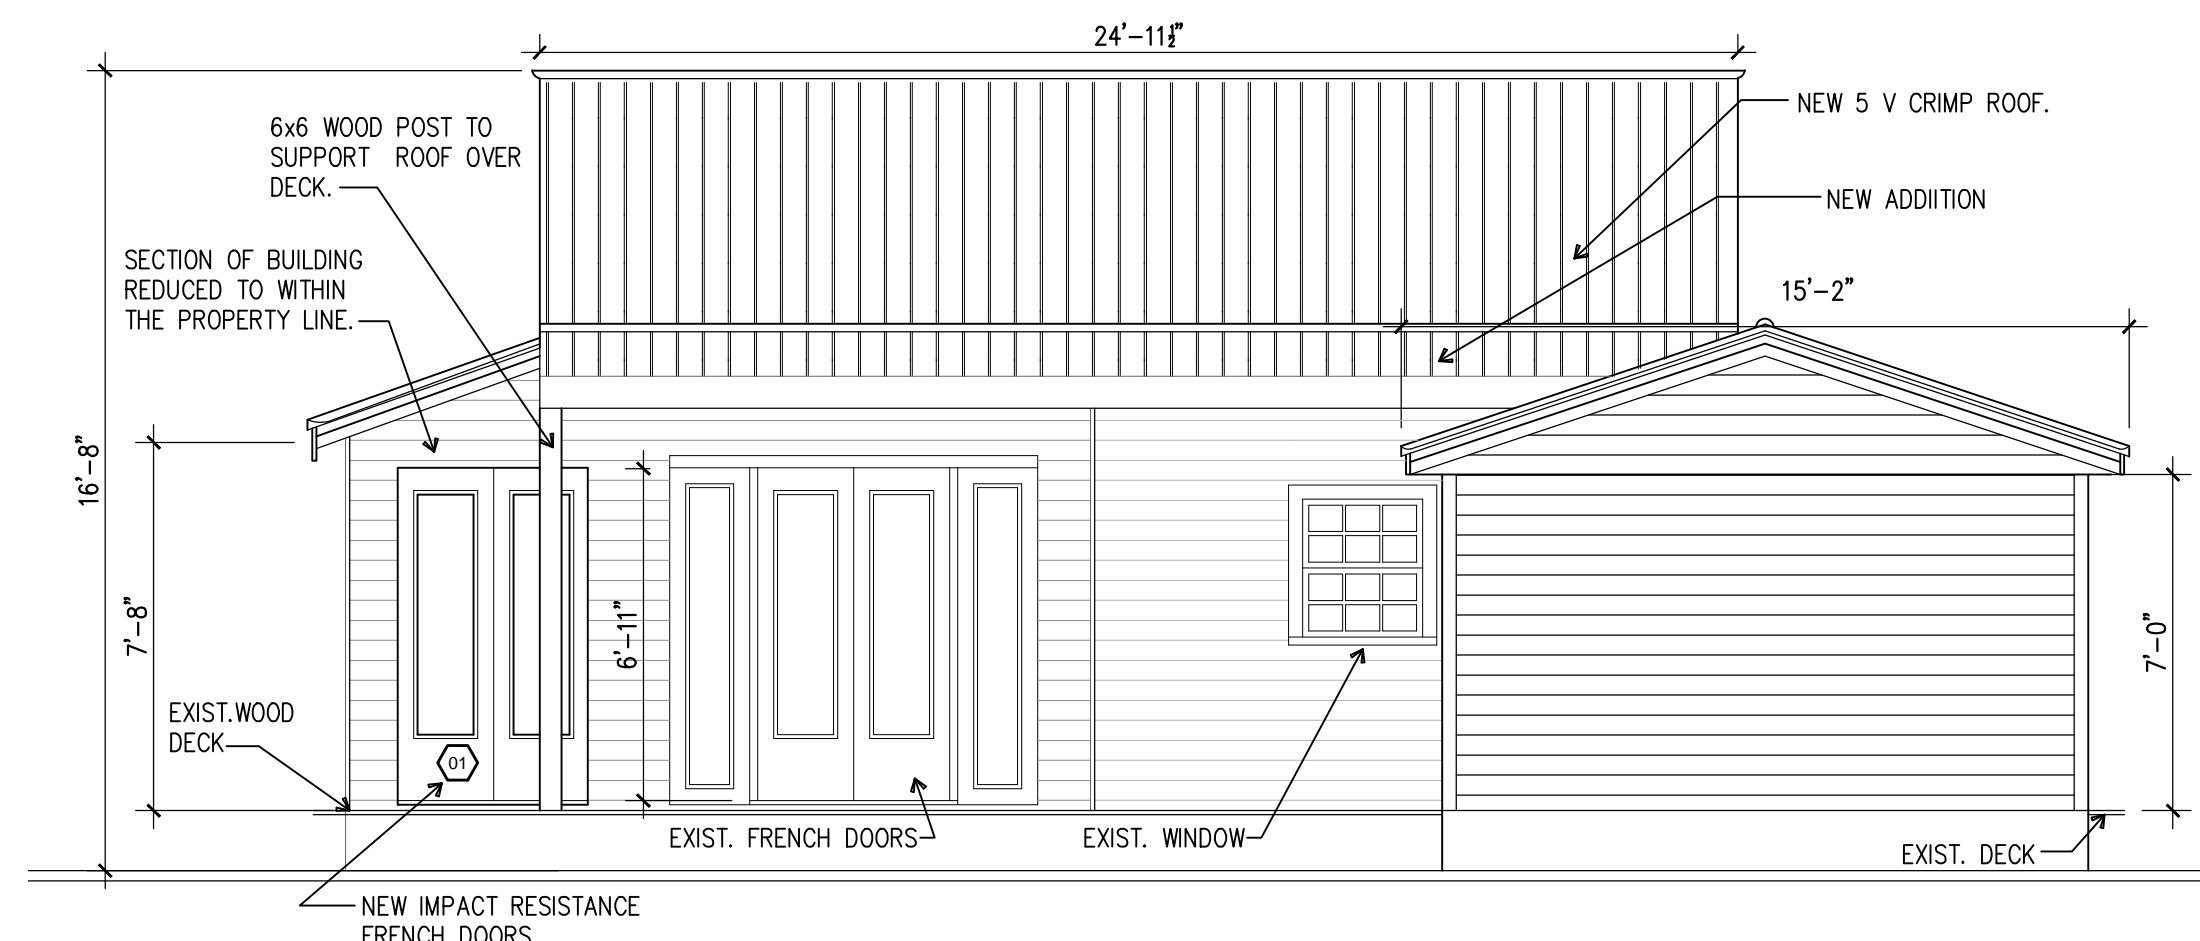 24'-11½"
NEW 5 V CRIMP ROOF.
6x6 WOOD POST TO
SUPPORT ROOF OVER
DECK.
NEW ADDIITION
SECTION OF BUILDING
REDUCED TO WITHIN
THE PROPERTY LINE.
15'-2"
16'-8"
7'-8"
6'-11"
7'-0"
EXIST.WOOD
DECK
01
EXIST. FRENCH DOORS
EXIST. WINDOW
EXIST. DECK
NEW IMPACT RESISTANCE
FRENCH DOORS